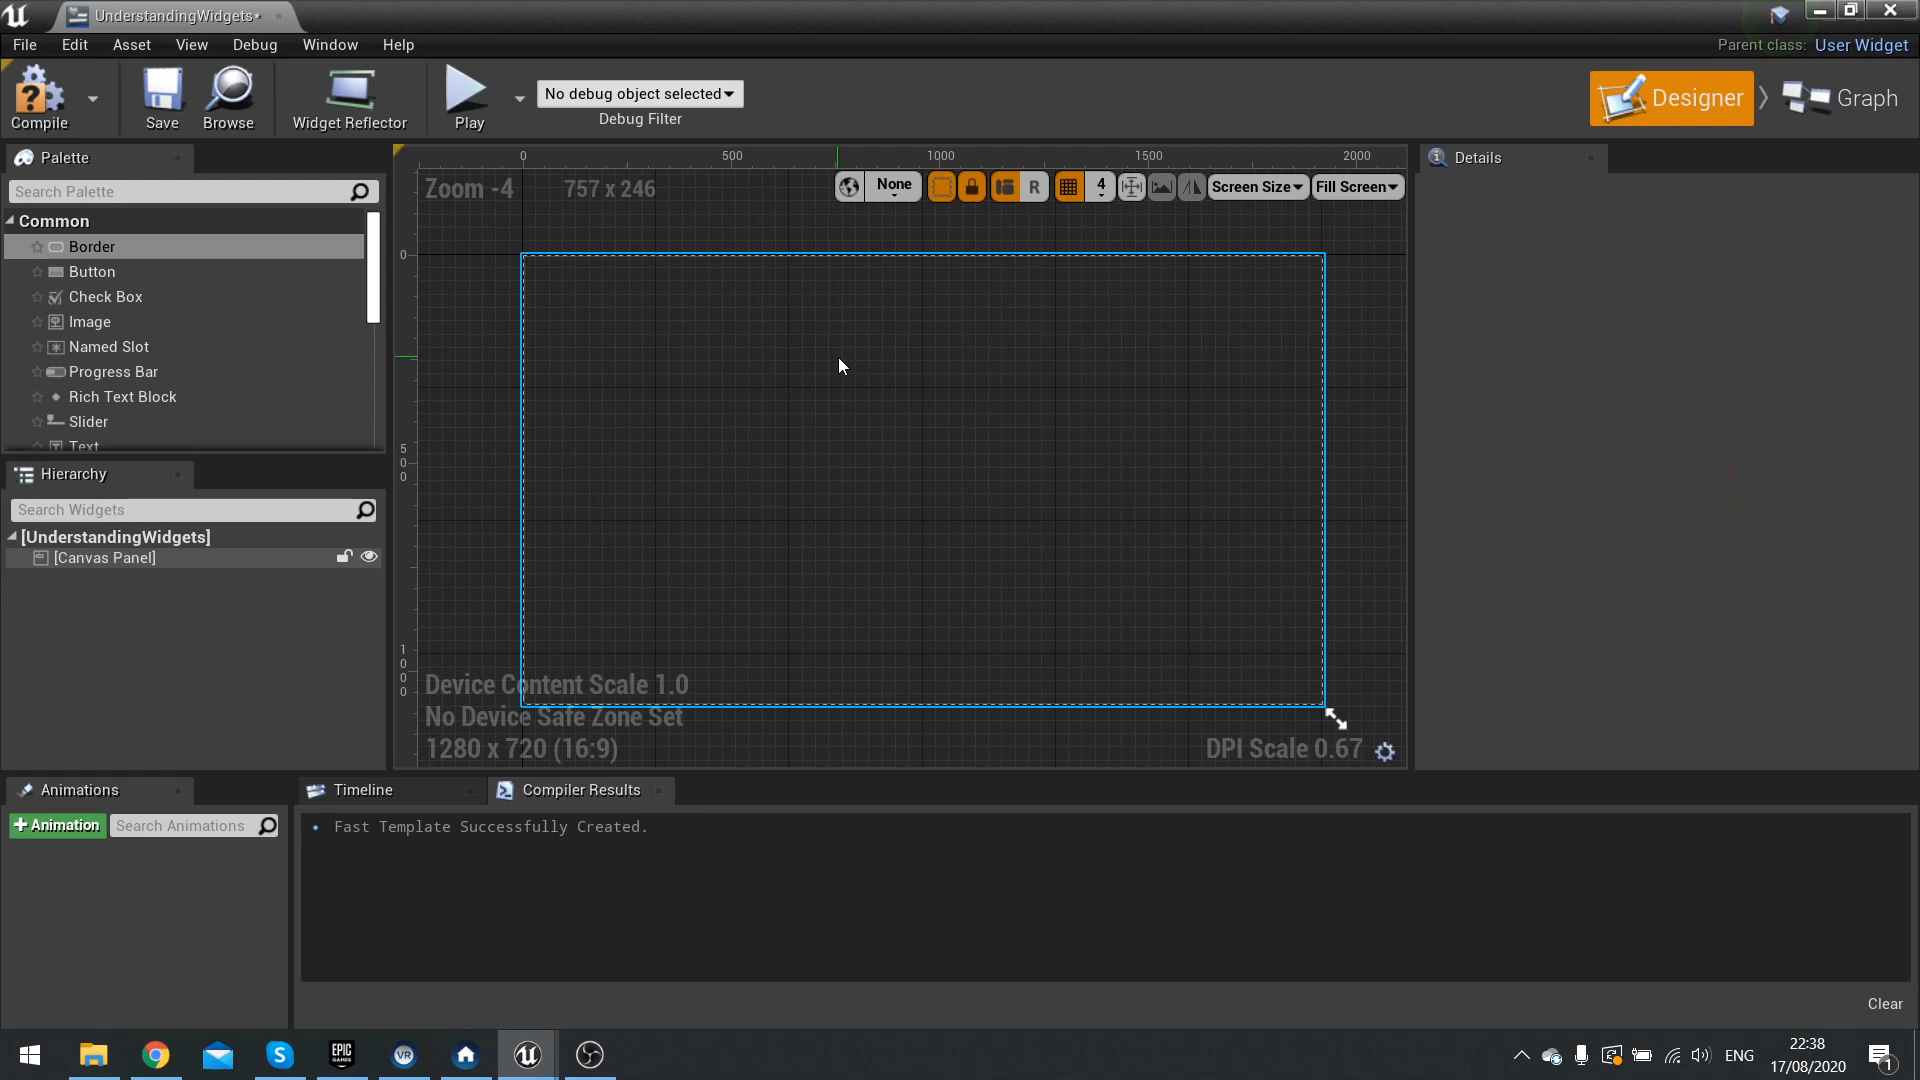 UnderstandingWidgets*
File Edit Asset View Debug Window Help
Parent class: User Widget
Compile
Save
Browse
Widget Reflector
Play
No debug object selected
Debug Filter
Designer
Graph
Palette
Search Palette
Common
Border
Button
Check Box
Image
Named Slot
Progress Bar
Rich Text Block
Slider
Text
Hierarchy
Search Widgets
[UnderstandingWidgets]
[Canvas Panel]
0 500 1000 1500 2000
Zoom -4 757 x 246
None R 4 Screen Size Fill Screen
0
500
1000
Device Content Scale 1.0
No Device Safe Zone Set
1280 x 720 (16:9)
DPI Scale 0.67
Details
Animations
+ Animation
Search Animations
Timeline
Compiler Results
Fast Template Successfully Created.
Clear
EPIC
GAMES
VR
ENG
22:38
17/08/2020
1